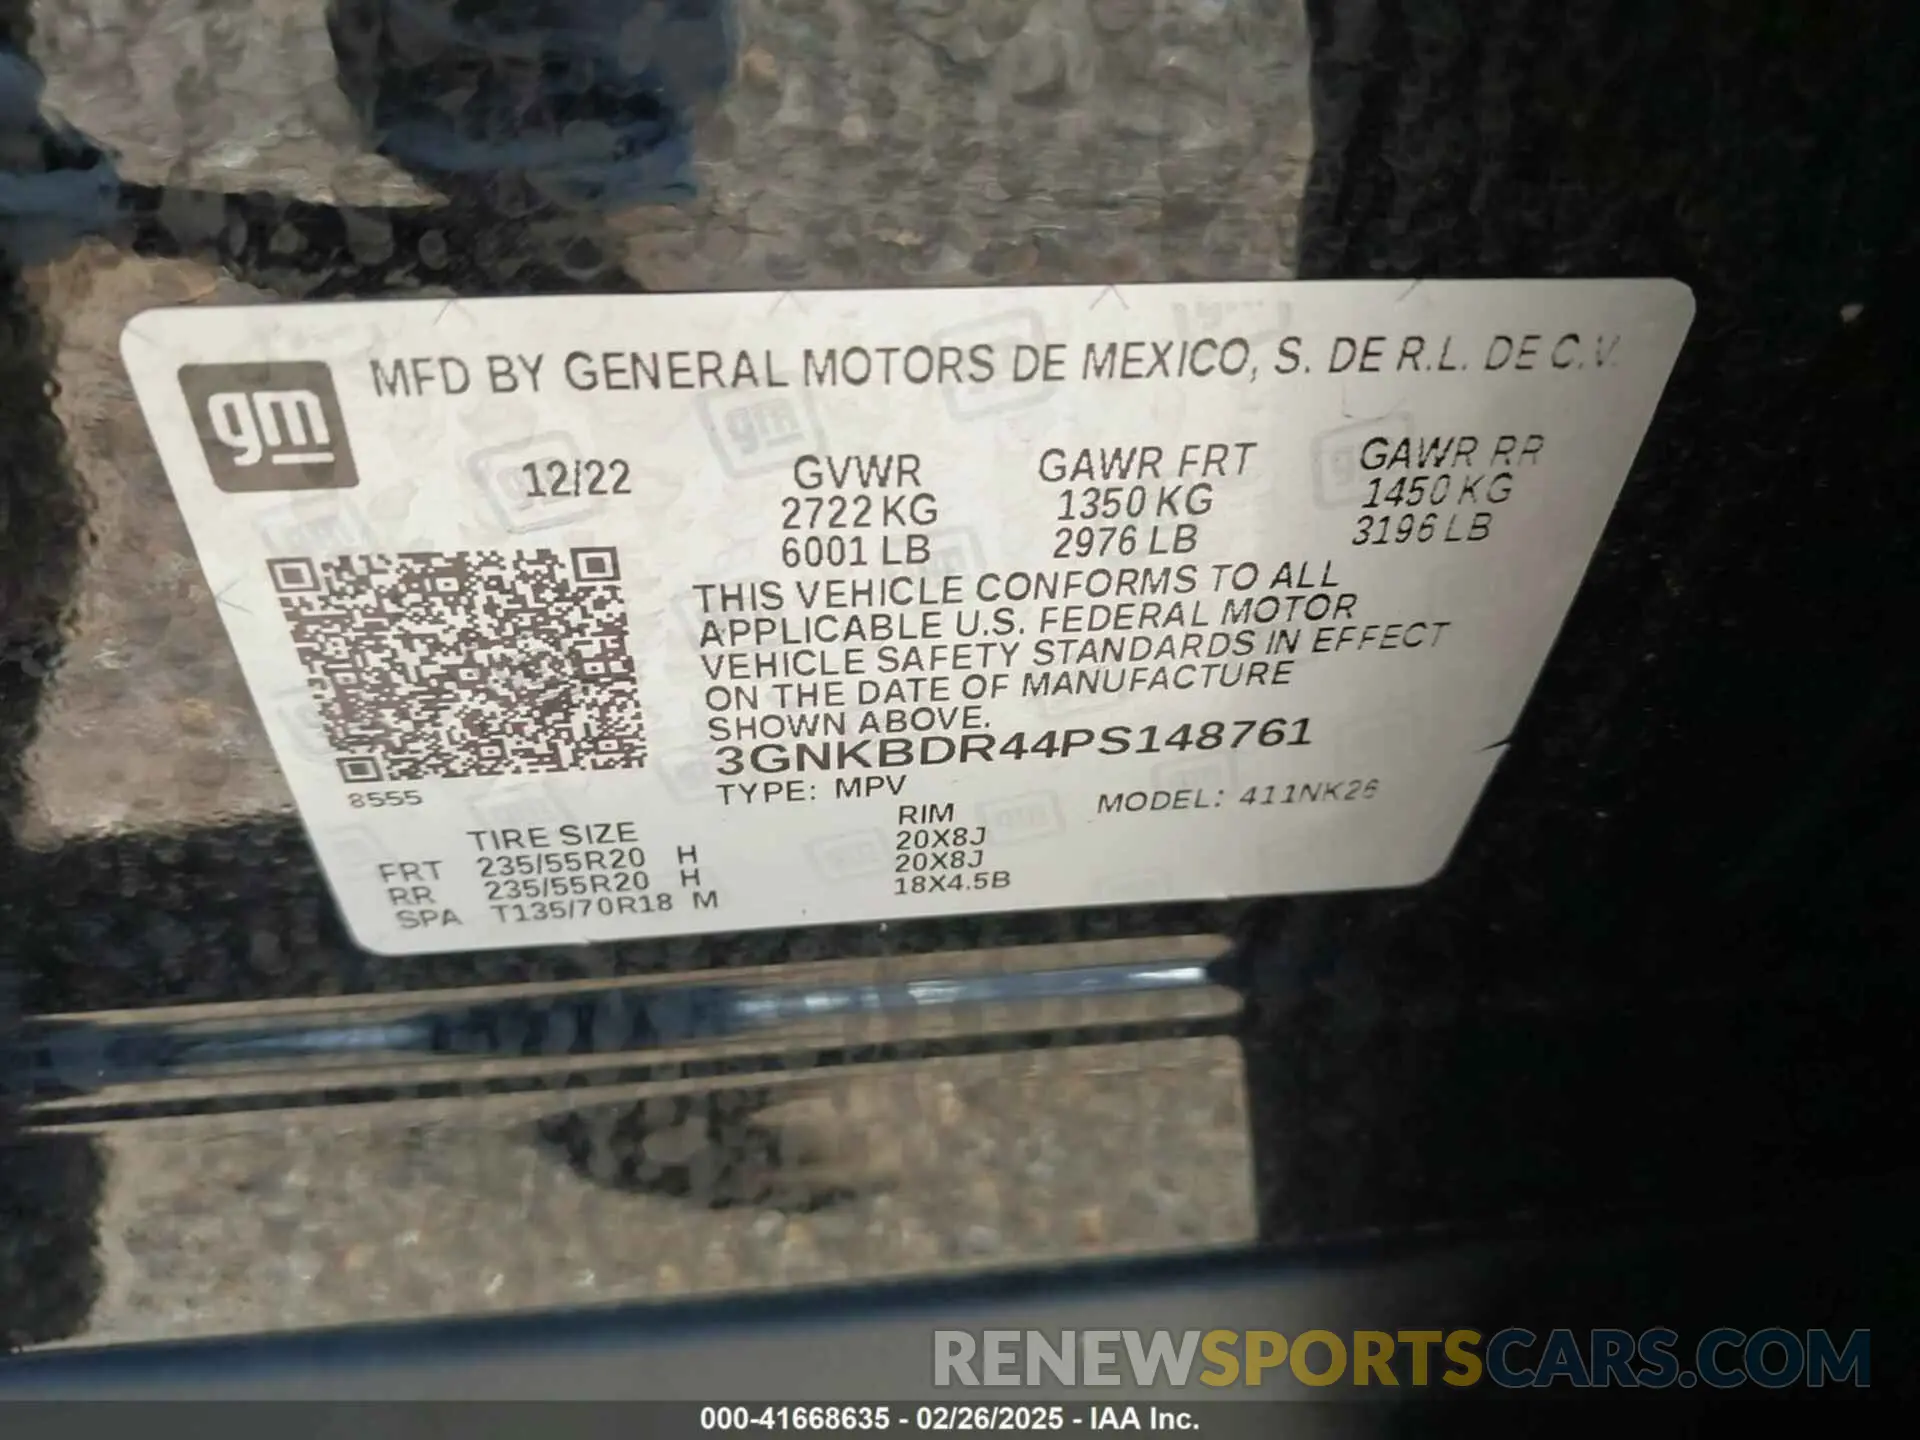 gm
MFD BY GENERAL MOTORS DE MEXICO, S. DE R.L. DE C.V.
12/22 GVWR GAWR FRT GAWR RR
2722 KG 1350 KG 1450 KG
6001 LB 2976 LB 3196 LB
THIS VEHICLE CONFORMS TO ALL
APPLICABLE U.S. FEDERAL MOTOR
VEHICLE SAFETY STANDARDS IN EFFECT
ON THE DATE OF MANUFACTURE
SHOWN ABOVE.
3GNKBDR44PS148761
8555 TYPE: MPV MODEL: 411NK26
TIRE SIZE RIM
FRT 235/55R20 H 20X8J
RR 235/55R20 H 20X8J
SPA T135/70R18 M 18X4.5B
RENEWSPORTSCARS.COM
000-41668635 - 02/26/2025 - IAA Inc.